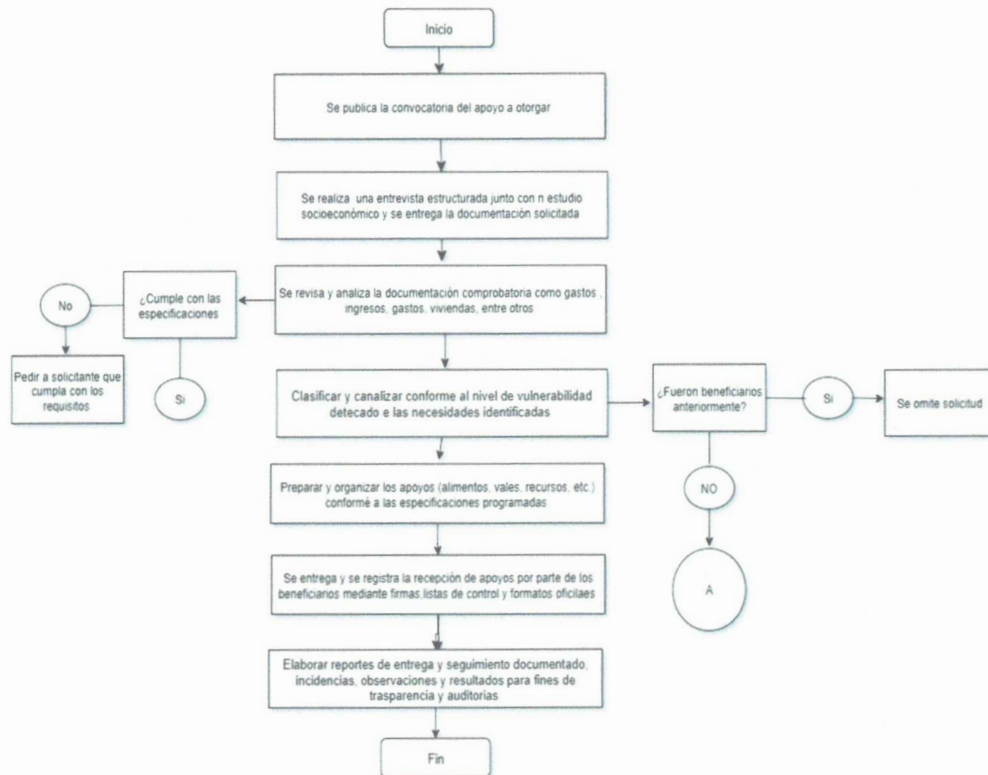 Inicio
Se publica la convocatoria del apoyo a otorgar
Se realiza una entrevista estructurada junto con n estudio
socioeconómico y se entrega la documentación solicitada
Se revisa y analiza la documentación comprobatoria como gastos ,
ingresos, gastos, viviendas, entre otros
¿Cumple con las
especificaciones
No
Si
Pedir a solicitante que
cumpla con los
requisitos
Clasificar y canalizar conforme al nivel de vulnerabilidad
detecado e las necesidades identificadas
¿Fueron beneficiarios
anteriormente?
Si
Se omite solicitud
NO
A
Preparar y organizar los apoyos (alimentos, vales, recursos, etc.)
conformé a las especificaciones programadas
Se entrega y se registra la recepción de apoyos por parte de los
beneficiarios mediante firmas,listas de control y formatos oficilaes
Elaborar reportes de entrega y seguimiento documentado,
incidencias, observaciones y resultados para fines de
trasparencia y auditorias
Fin